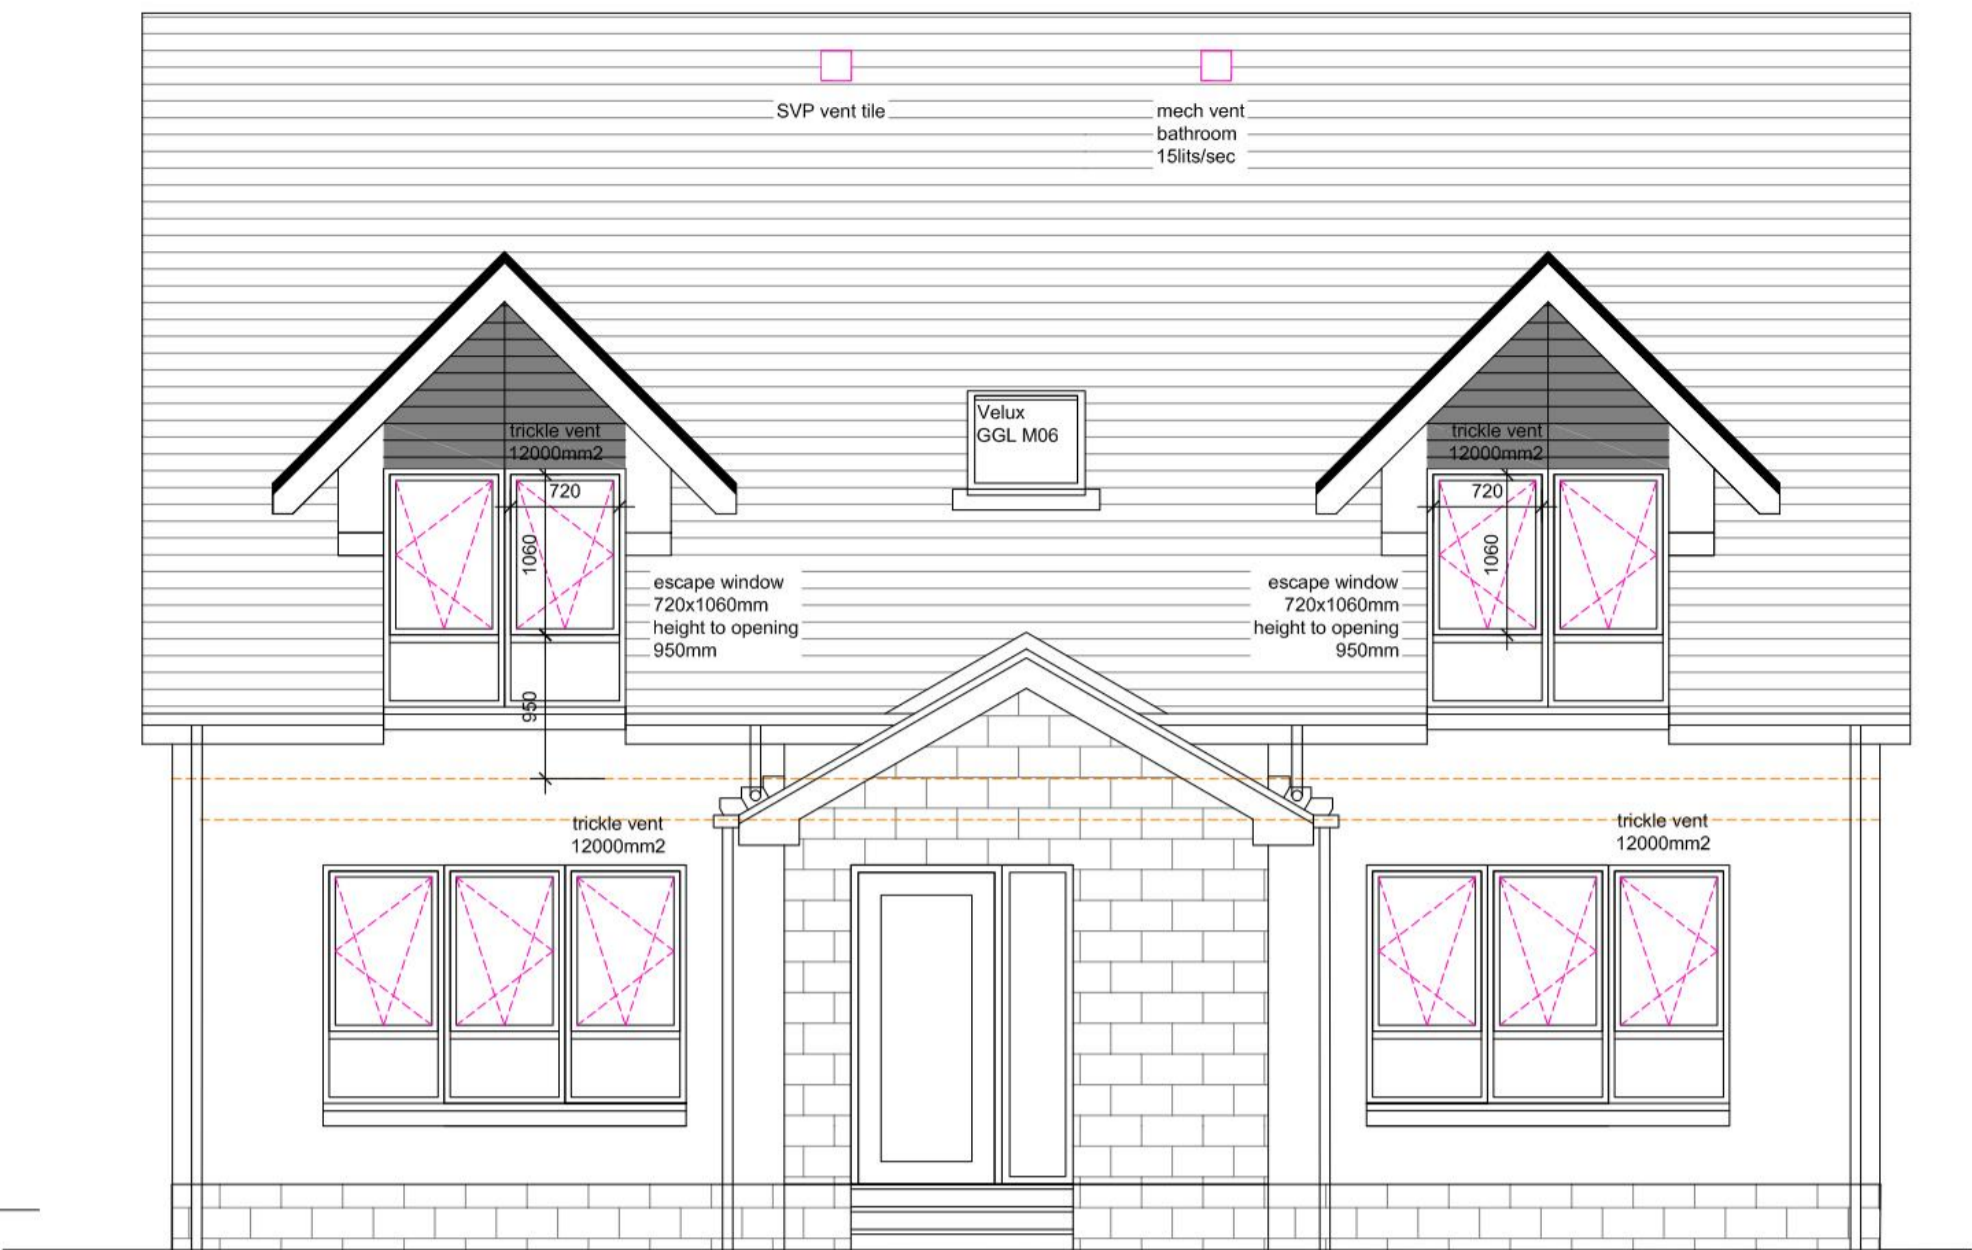 SVP vent tile
mech vent
bathroom
15lits/sec
Velux
GGL M06
trickle vent
12000mm2
720
1060
950
escape window
720x1060mm
height to opening
950mm
trickle vent
12000mm2
720
1060
escape window
720x1060mm
height to opening
950mm
trickle vent
12000mm2
trickle vent
12000mm2